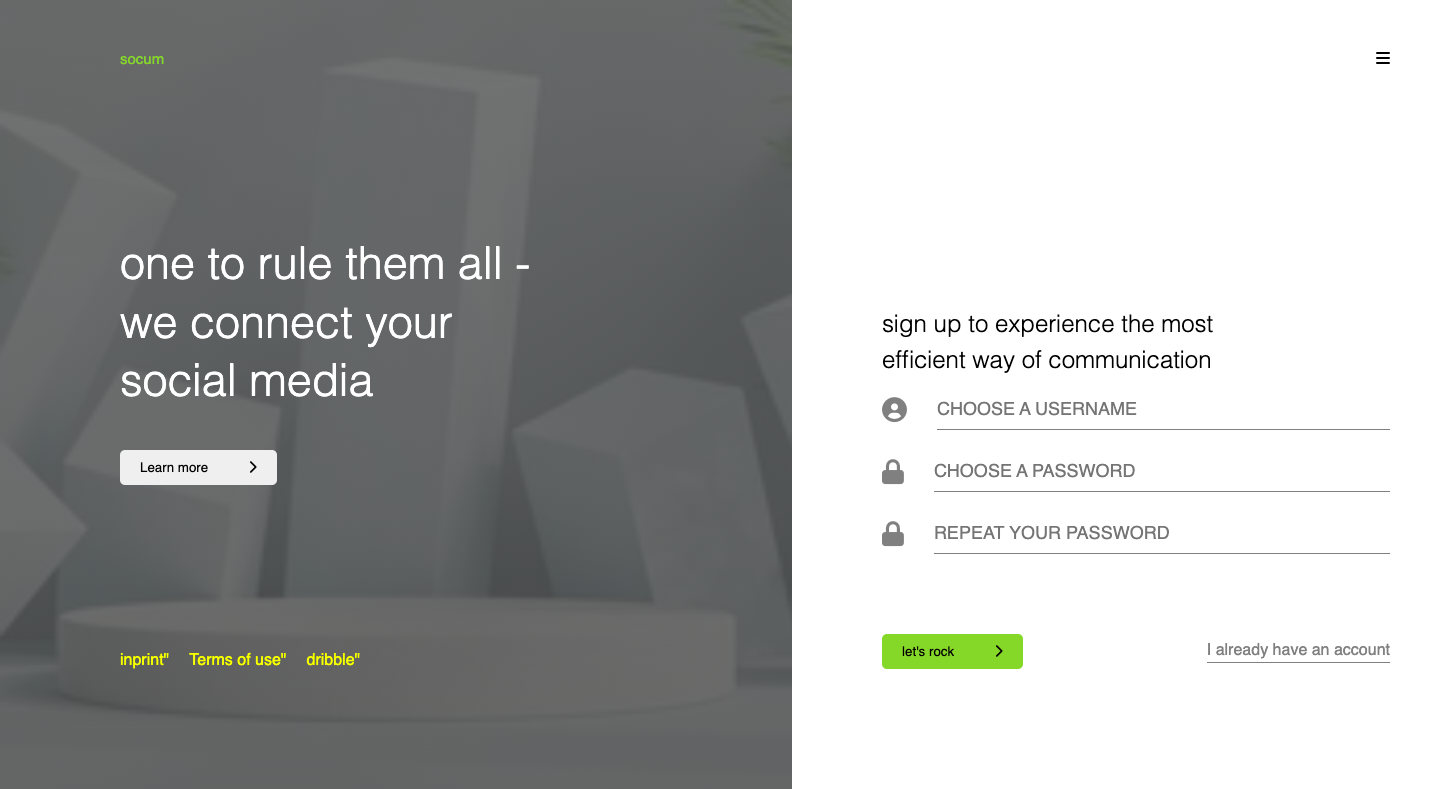 socum
one to rule them all -
we connect your
social media
Learn more
inprint" Terms of use" dribble"
sign up to experience the most
efficient way of communication
CHOOSE A USERNAME
CHOOSE A PASSWORD
REPEAT YOUR PASSWORD
let's rock
I already have an account